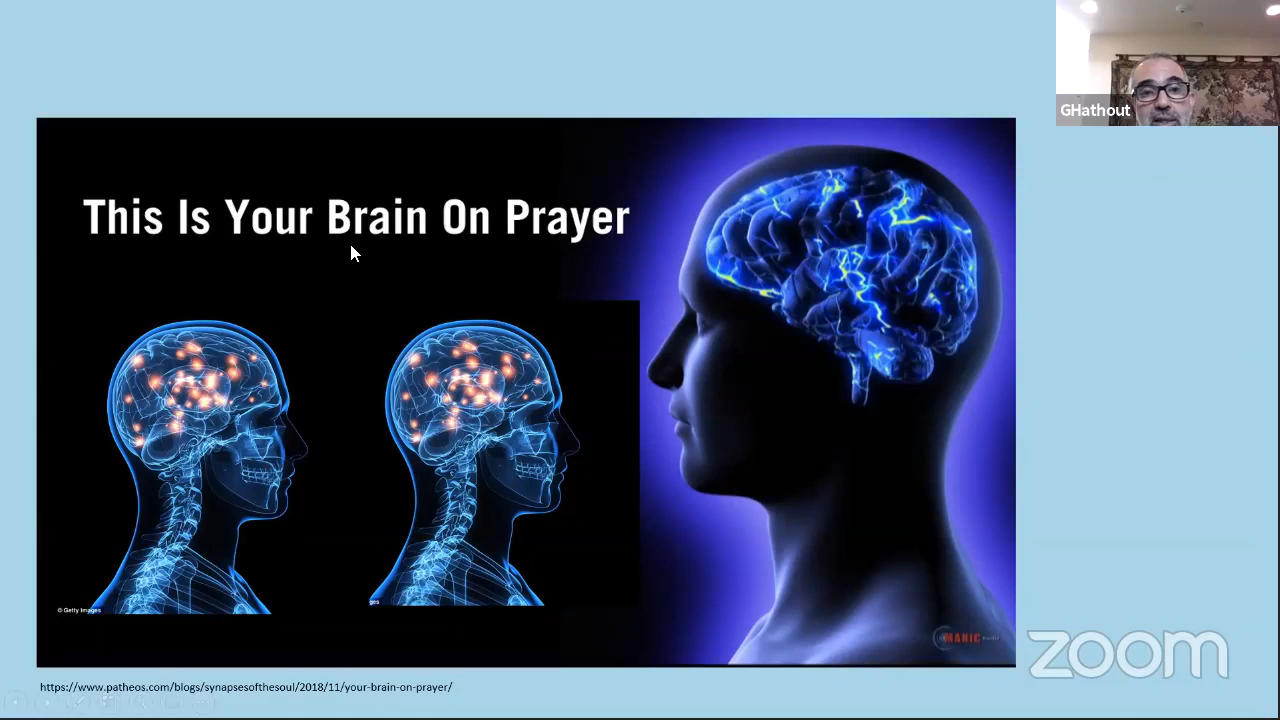 GHathout
This Is Your Brain On Prayer
© Getty Images
ges
MANIC
https://www.patheos.com/blogs/synapsesofthesoul/2018/11/your-brain-on-prayer/
zoom